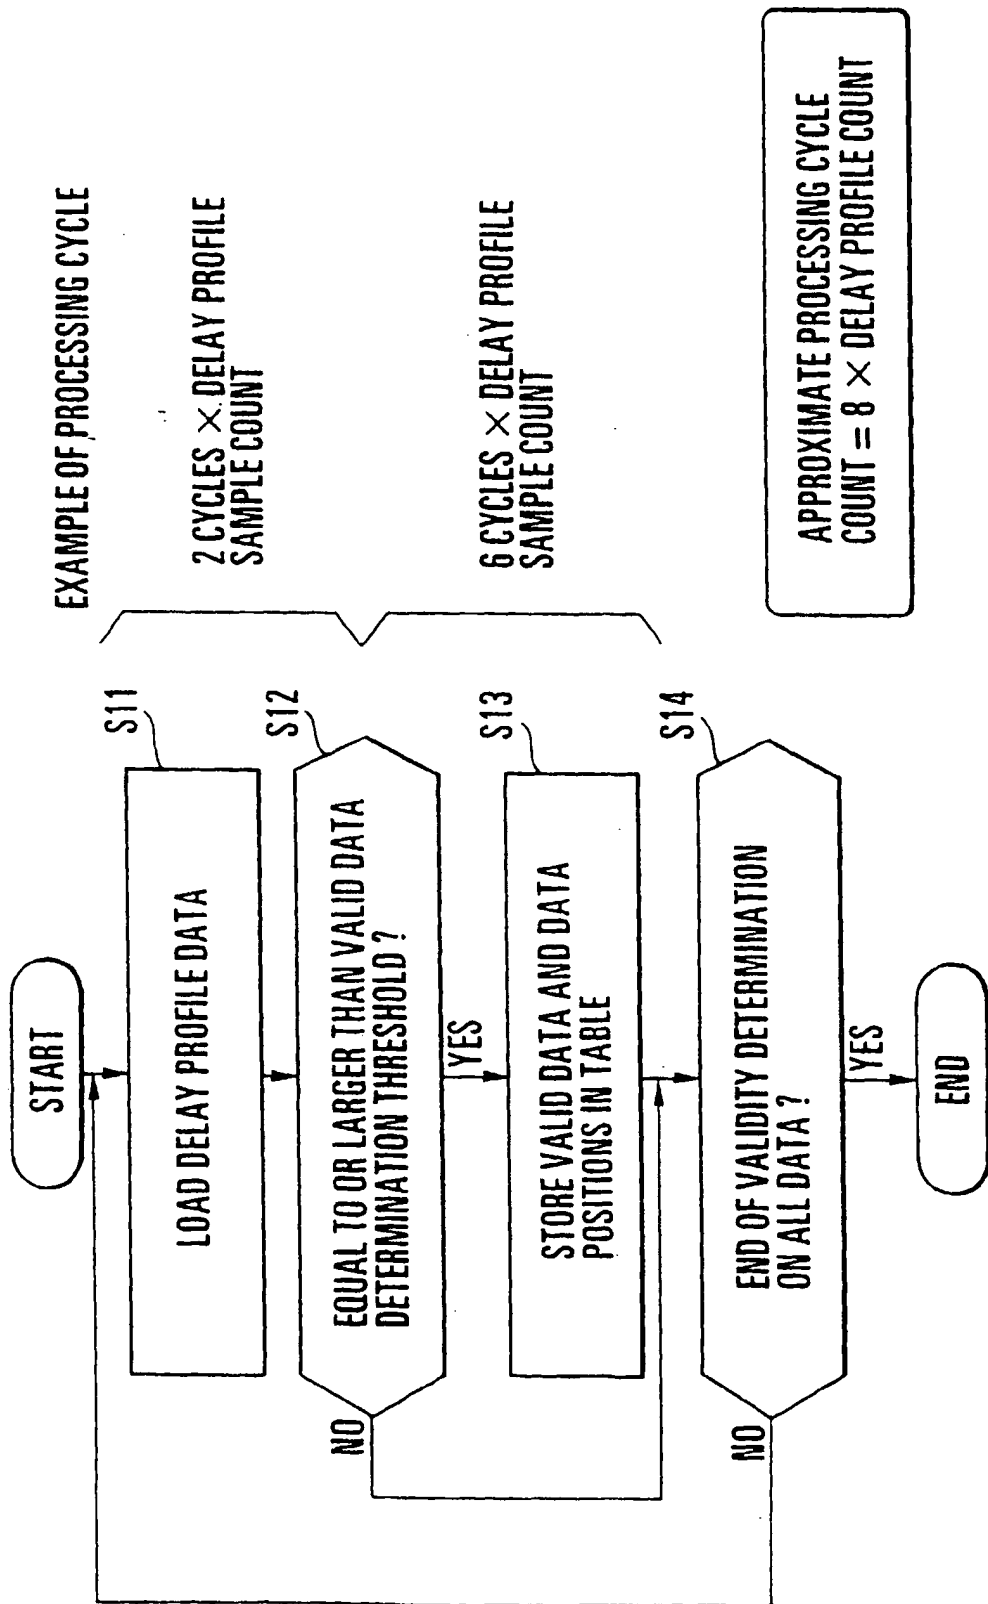 START
S11
LOAD DELAY PROFILE DATA
S12
EQUAL TO OR LARGER THAN VALID DATA
DETERMINATION THRESHOLD ?
NO
YES
S13
STORE VALID DATA AND DATA
POSITIONS IN TABLE
S14
END OF VALIDITY DETERMINATION
ON ALL DATA ?
NO
YES
END
EXAMPLE OF PROCESSING CYCLE
2 CYCLES × DELAY PROFILE
SAMPLE COUNT
6 CYCLES × DELAY PROFILE
SAMPLE COUNT
APPROXIMATE PROCESSING CYCLE
COUNT = 8 × DELAY PROFILE COUNT